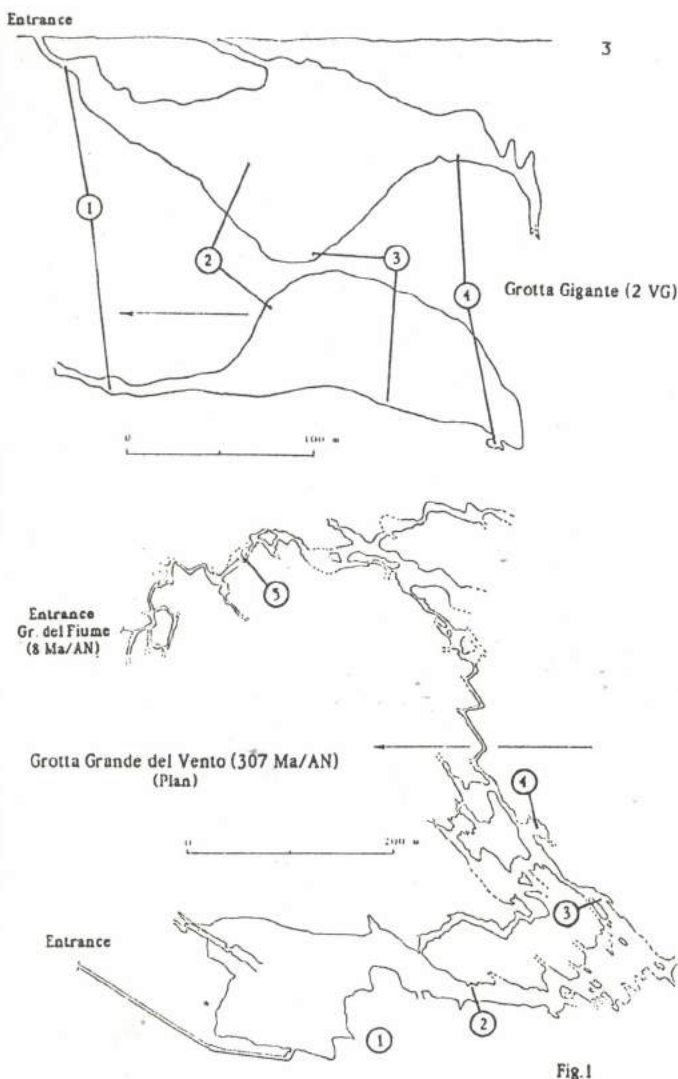 Entrance
3
1
2
3
4
Grotta Gigante (2 VG)
0 100 m
5
Entrance
Gr. del Fiume
(8 Ma/AN)
Grotta Grande del Vento (307 Ma/AN)
(Plan)
4
0 200 m
3
Entrance
2
1
Fig.1